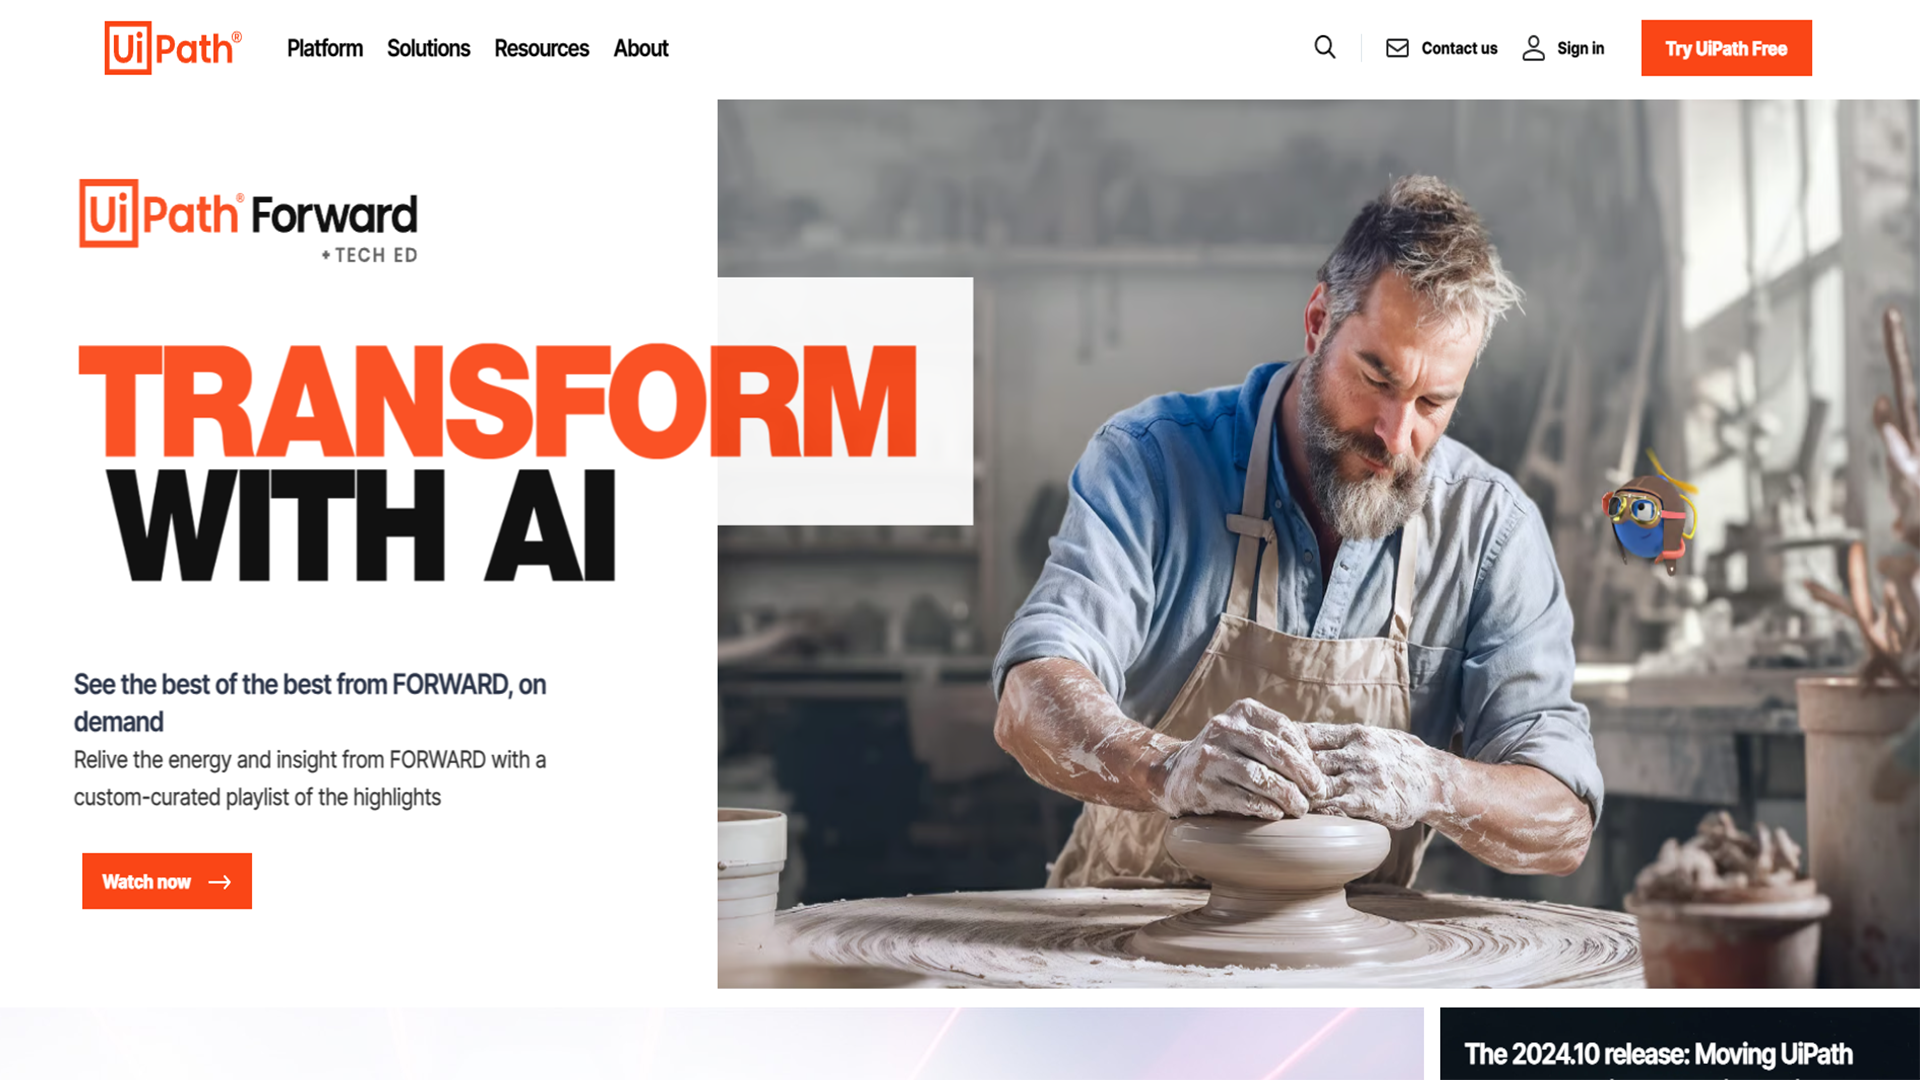 UiPath®
Platform
Solutions
Resources
About
Contact us
Sign in
Try UiPath Free
UiPath® Forward
+ TECH ED
TRANSFORM
WITH AI
See the best of the best from FORWARD, on
demand
Relive the energy and insight from FORWARD with a
custom-curated playlist of the highlights
Watch now
The 2024.10 release: Moving UiPath